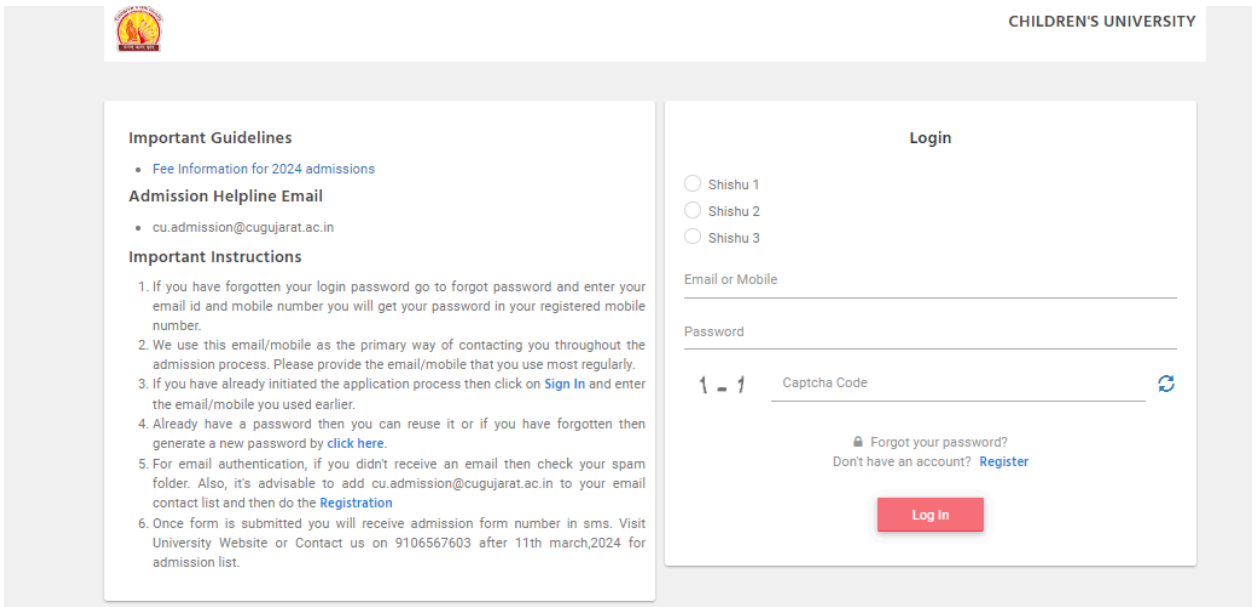 CHILDREN'S UNIVERSITY
Important Guidelines
Fee Information for 2024 admissions
Admission Helpline Email
cu.admission@cugujarat.ac.in
Important Instructions
1. If you have forgotten your login password go to forgot password and enter your
email id and mobile number you will get your password in your registered mobile
number.
2. We use this email/mobile as the primary way of contacting you throughout the
admission process. Please provide the email/mobile that you use most regularly.
3. If you have already initiated the application process then click on Sign In and enter
the email/mobile you used earlier.
4. Already have a password then you can reuse it or if you have forgotten then
generate a new password by click here.
5. For email authentication, if you didn't receive an email then check your spam
folder. Also, it's advisable to add cu.admission@cugujarat.ac.in to your email
contact list and then do the Registration
6. Once form is submitted you will receive admission form number in sms. Visit
University Website or Contact us on 9106567603 after 11th march,2024 for
admission list.
Login
Shishu 1
Shishu 2
Shishu 3
Email or Mobile
Password
1 - 1 Captcha Code
Forgot your password?
Don't have an account? Register
Log In